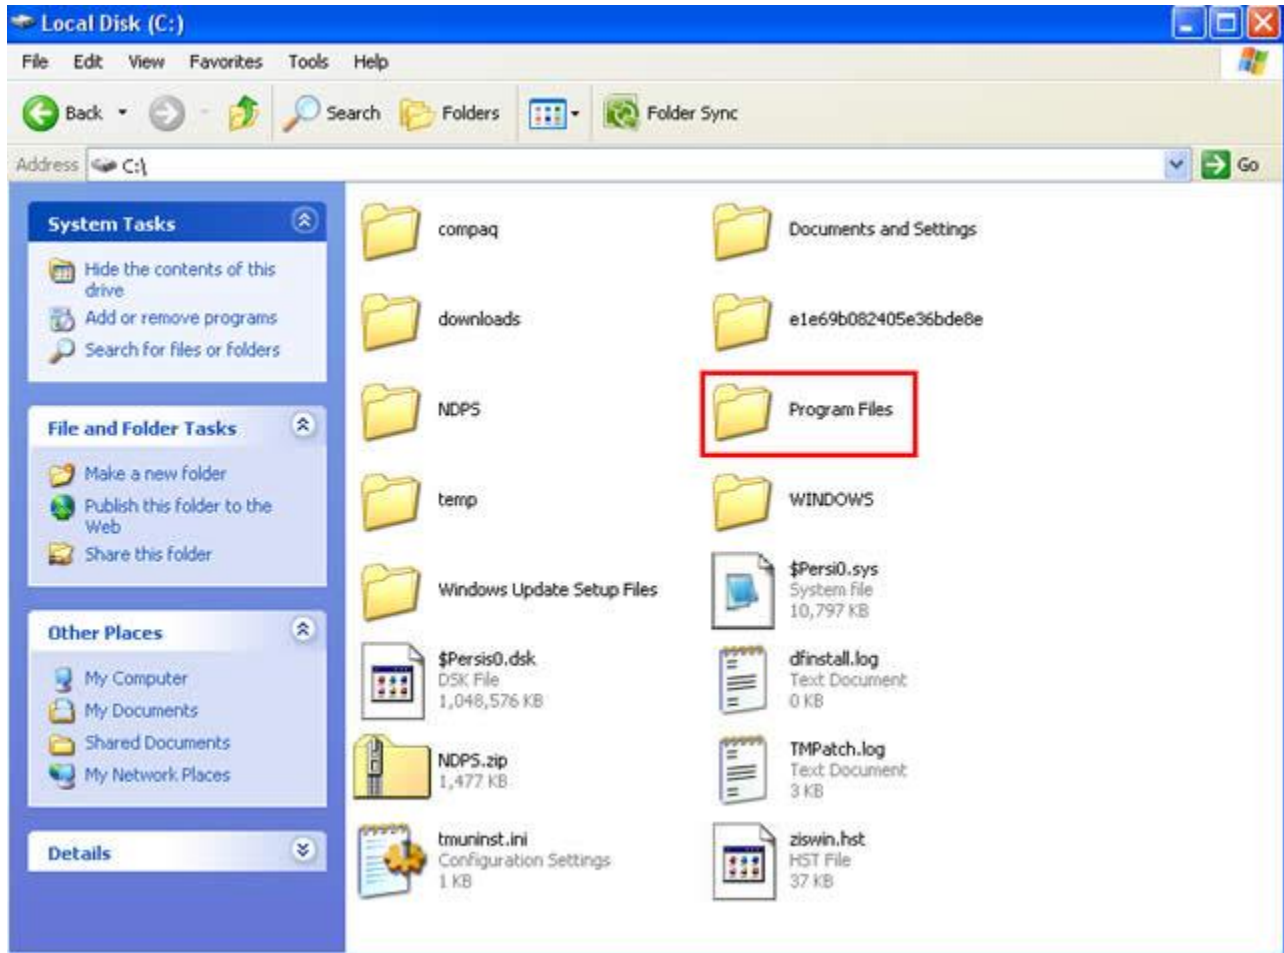 Local Disk (C:)
File Edit View Favorites Tools Help
Back Search Folders Folder Sync
Address C:\ Go
System Tasks
Hide the contents of this
drive
Add or remove programs
Search for files or folders
File and Folder Tasks
Make a new folder
Publish this folder to the
Web
Share this folder
Other Places
My Computer
My Documents
Shared Documents
My Network Places
Details
compaq
Documents and Settings
downloads
e1e69b082405e36bde8e
NDPS
Program Files
temp
WINDOWS
Windows Update Setup Files
$Persi0.sys
System file
10,797 KB
$Persis0.dsk
DSK File
1,048,576 KB
dfinstall.log
Text Document
0 KB
NDPS.zip
1,477 KB
TMPatch.log
Text Document
3 KB
tmuninst.ini
Configuration Settings
1 KB
ziswin.hst
HST File
37 KB